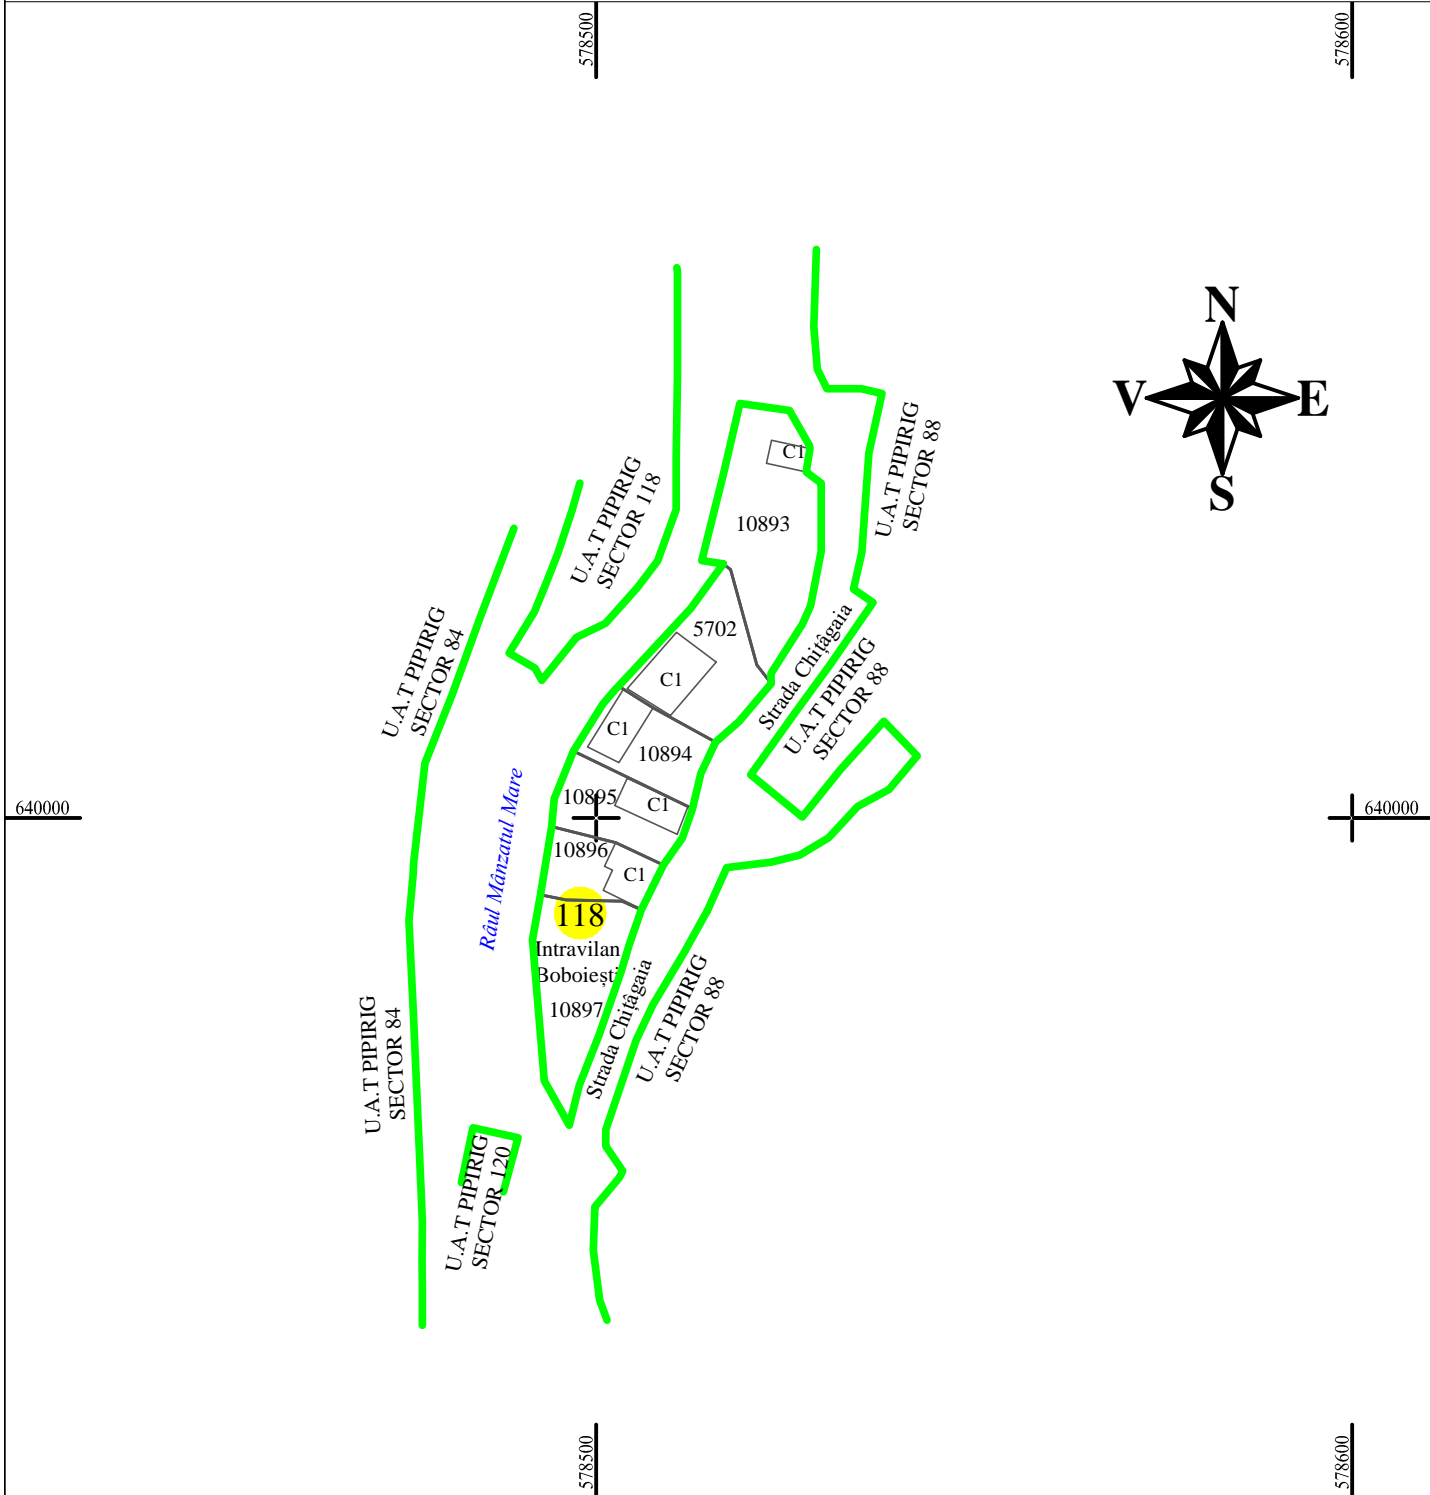 578500
578600
N
V
E
S
U.A.T PIPIRIG
SECTOR 88
C1
U.A.T PIPIRIG
SECTOR 118
10893
U.A.T PIPIRIG
SECTOR 84
5702
Strada Chițâgaia
U.A.T PIPIRIG
SECTOR 88
C1
C1
10894
Râul Mânzatul Mare
10895
C1
640000
640000
10896
C1
118
Intravilan
Boboiești
10897
Strada Chițâgaia
U.A.T PIPIRIG
SECTOR 88
U.A.T PIPIRIG
SECTOR 84
U.A.T PIPIRIG
SECTOR 120
578500
578600